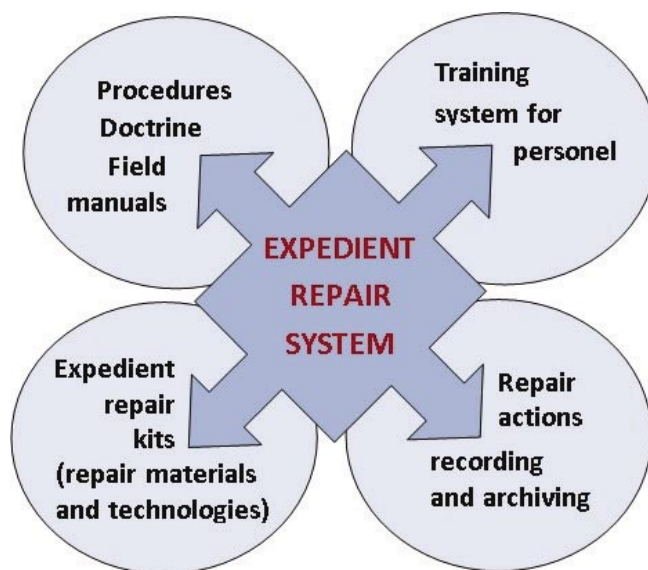 Procedures
Doctrine
Field
manuals
Training
system for
personel
EXPEDIENT
REPAIR
SYSTEM
Expedient
repair
kits
(repair materials
and technologies)
Repair
actions
recording
and archiving